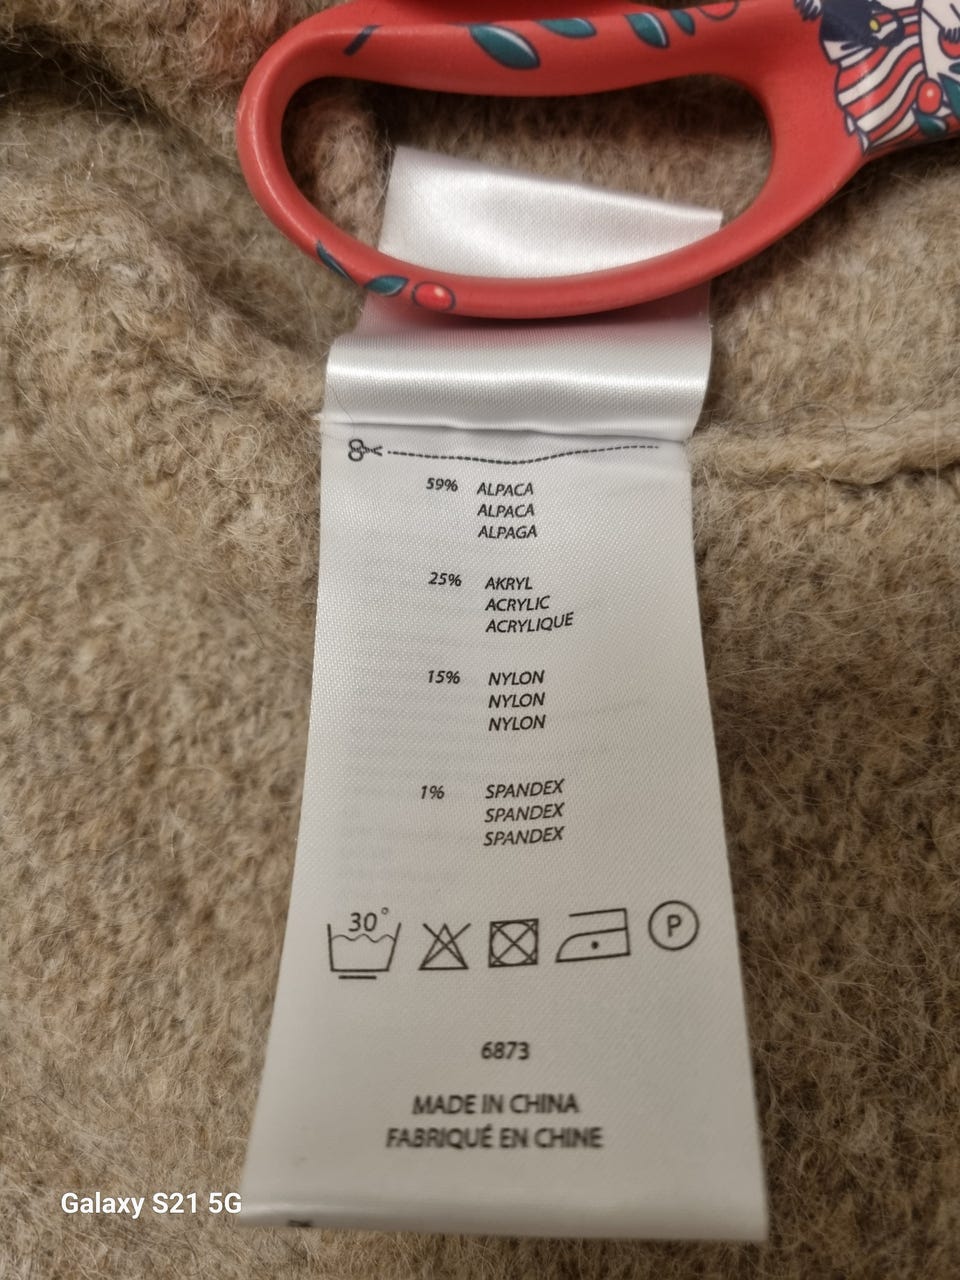 59% ALPACA
ALPACA
ALPAGA
25% AKRYL
ACRYLIC
ACRYLIQUE
15% NYLON
NYLON
NYLON
1% SPANDEX
SPANDEX
SPANDEX
30°
P
6873
MADE IN CHINA
FABRIQUÉ EN CHINE
Galaxy S21 5G